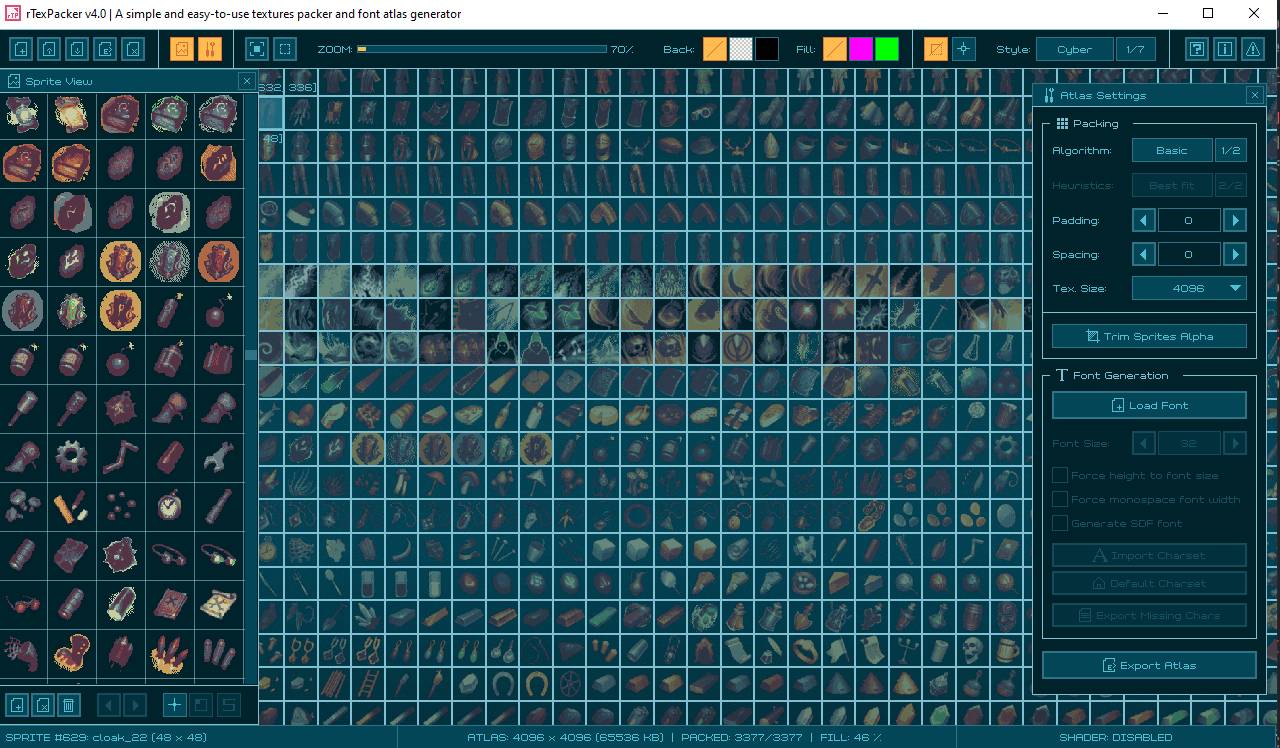 rTexPacker v4.0 | A simple and easy-to-use textures packer and font atlas generator
ZOOM: 70%
Back:
Fill:
Style: Cyber 1/7
Sprite View
632, 336]
48]
Atlas Settings
Packing
Algorithm: Basic 1/2
Heuristics: Best fit 2/2
Padding: 0
Spacing: 0
Tex. Size: 4096
Trim Sprites Alpha
Font Generation
Load Font
Font Size: 32
Force height to font size
Force monospace font width
Generate SDF font
Import Charset
Default Charset
Export Missing Chars
Export Atlas
SPRITE #629: cloak_22 (48 x 48)
ATLAS: 4096 x 4096 (65536 KB) | PACKED: 3377/3377 | FILL: 46 %
SHADER: DISABLED